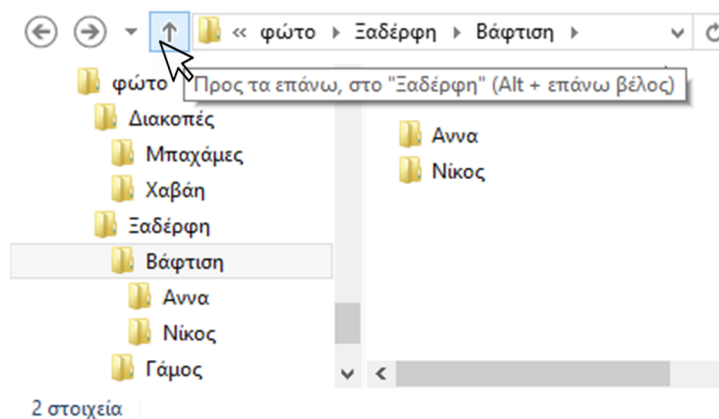 « φώτο Ξαδέρφη Βάφτιση
Προς τα επάνω, στο "Ξαδέρφη" (Alt + επάνω βέλος)
φώτο
Διακοπές
Μπαχάμες
Χαβάη
Ξαδέρφη
Βάφτιση
Αννα
Νίκος
Γάμος
Αννα
Νίκος
2 στοιχεία